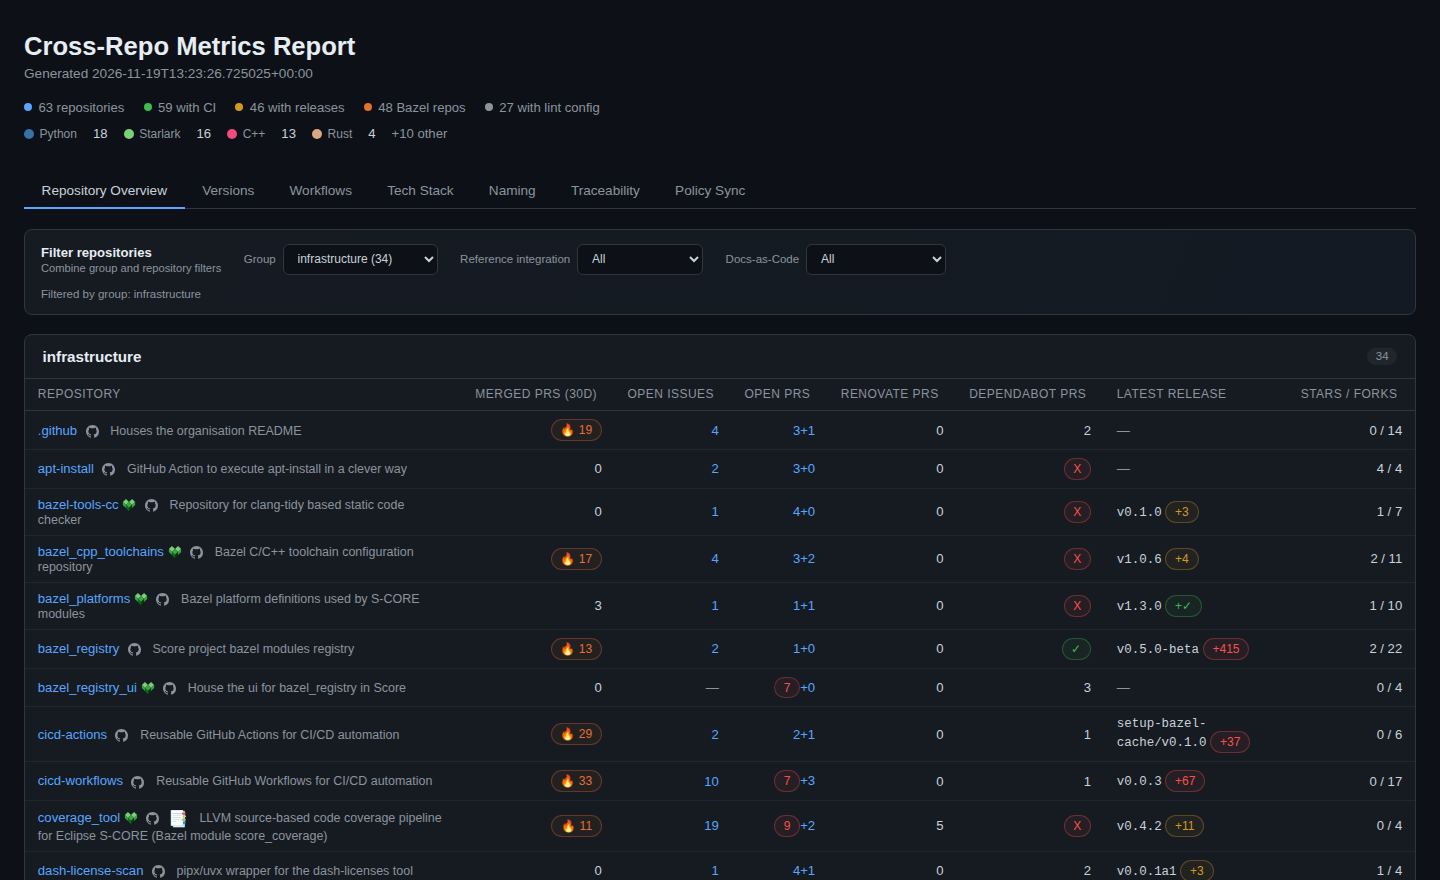 Cross-Repo Metrics Report
Generated 2026-11-19T13:23:26.725025+00:00
63 repositories 59 with CI 46 with releases 48 Bazel repos 27 with lint config
Python 18 Starlark 16 C++ 13 Rust 4 +10 other
Repository Overview Versions Workflows Tech Stack Naming Traceability Policy Sync
Filter repositories
Combine group and repository filters
Group infrastructure (34) Reference integration All Docs-as-Code All
Filtered by group: infrastructure
infrastructure 34
REPOSITORY MERGED PRS (30D) OPEN ISSUES OPEN PRS RENOVATE PRS DEPENDABOT PRS LATEST RELEASE STARS / FORKS
.github Houses the organisation README 🔥 19 4 3+1 0 2 — 0 / 14
apt-install GitHub Action to execute apt-install in a clever way 0 2 3+0 0 X — 4 / 4
bazel-tools-cc Repository for clang-tidy based static code
checker 0 1 4+0 0 X v0.1.0 +3 1 / 7
bazel_cpp_toolchains Bazel C/C++ toolchain configuration
repository 🔥 17 4 3+2 0 X v1.0.6 +4 2 / 11
bazel_platforms Bazel platform definitions used by S-CORE
modules 3 1 1+1 0 X v1.3.0 +✓ 1 / 10
bazel_registry Score project bazel modules registry 🔥 13 2 1+0 0 ✓ v0.5.0-beta +415 2 / 22
bazel_registry_ui House the ui for bazel_registry in Score 0 — 7+0 0 3 — 0 / 4
cicd-actions Reusable GitHub Actions for CI/CD automation 🔥 29 2 2+1 0 1 setup-bazel-
cache/v0.1.0 +37 0 / 6
cicd-workflows Reusable GitHub Workflows for CI/CD automation 🔥 33 10 7+3 0 1 v0.0.3 +67 0 / 17
coverage_tool LLVM source-based code coverage pipeline
for Eclipse S-CORE (Bazel module score_coverage) 🔥 11 19 9+2 5 X v0.4.2 +11 0 / 4
dash-license-scan pipx/uvx wrapper for the dash-licenses tool 0 1 4+1 0 2 v0.0.1a1 +3 1 / 4